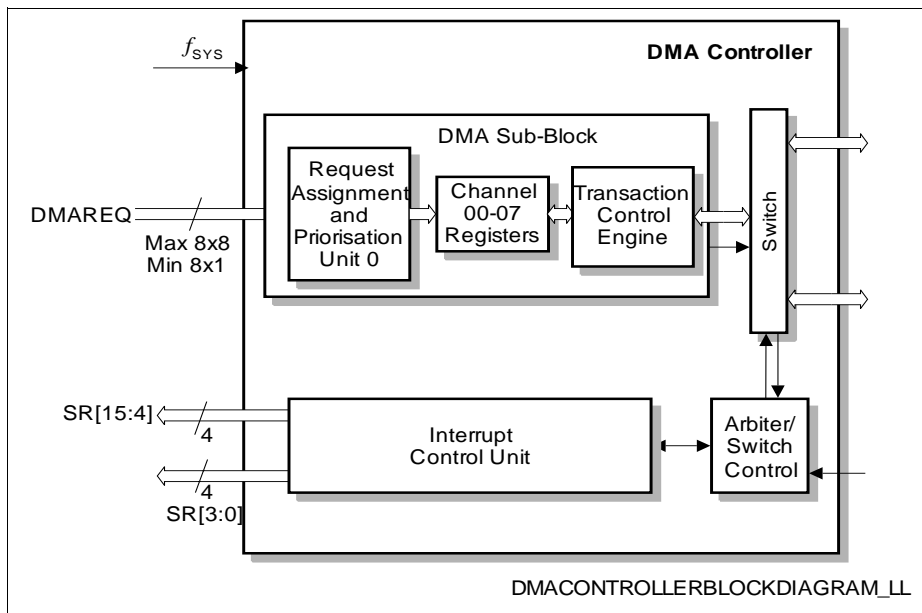 fSYS
DMA Controller
DMA Sub-Block
Request
Assignment
and
Priorisation
Unit 0
Channel
00-07
Registers
Transaction
Control
Engine
Switch
DMAREQ
Max 8x8
Min 8x1
SR[15:4]
4
4
SR[3:0]
Interrupt
Control Unit
Arbiter/
Switch
Control
DMACONTROLLERBLOCKDIAGRAM_LL